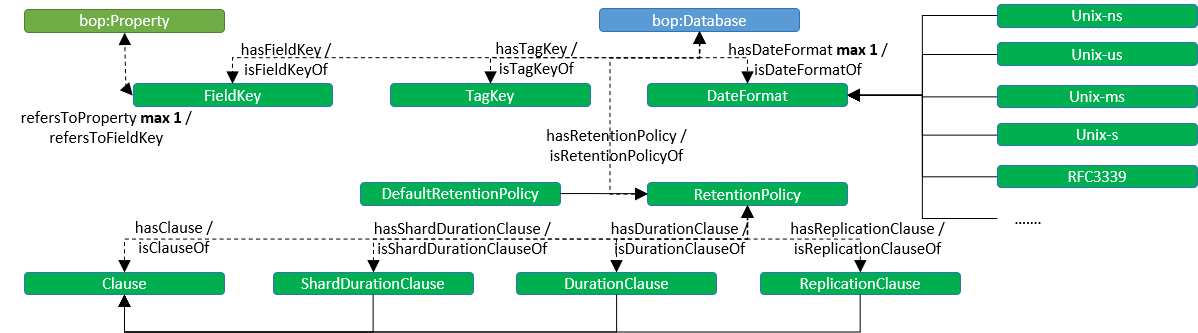 bop:Property
bop:Database
Unix-ns
hasFieldKey /
isFieldKeyOf
hasTagKey /
isTagKeyOf
hasDateFormat max 1 /
isDateFormatOf
Unix-us
FieldKey
TagKey
DateFormat
Unix-ms
refersToProperty max 1 /
refersToFieldKey
hasRetentionPolicy /
isRetentionPolicyOf
Unix-s
RFC3339
DefaultRetentionPolicy
RetentionPolicy
.......
hasClause /
isClauseOf
hasShardDurationClause /
isShardDurationClauseOf
hasDurationClause /
isDurationClauseOf
hasReplicationClause /
isReplicationClauseOf
Clause
ShardDurationClause
DurationClause
ReplicationClause